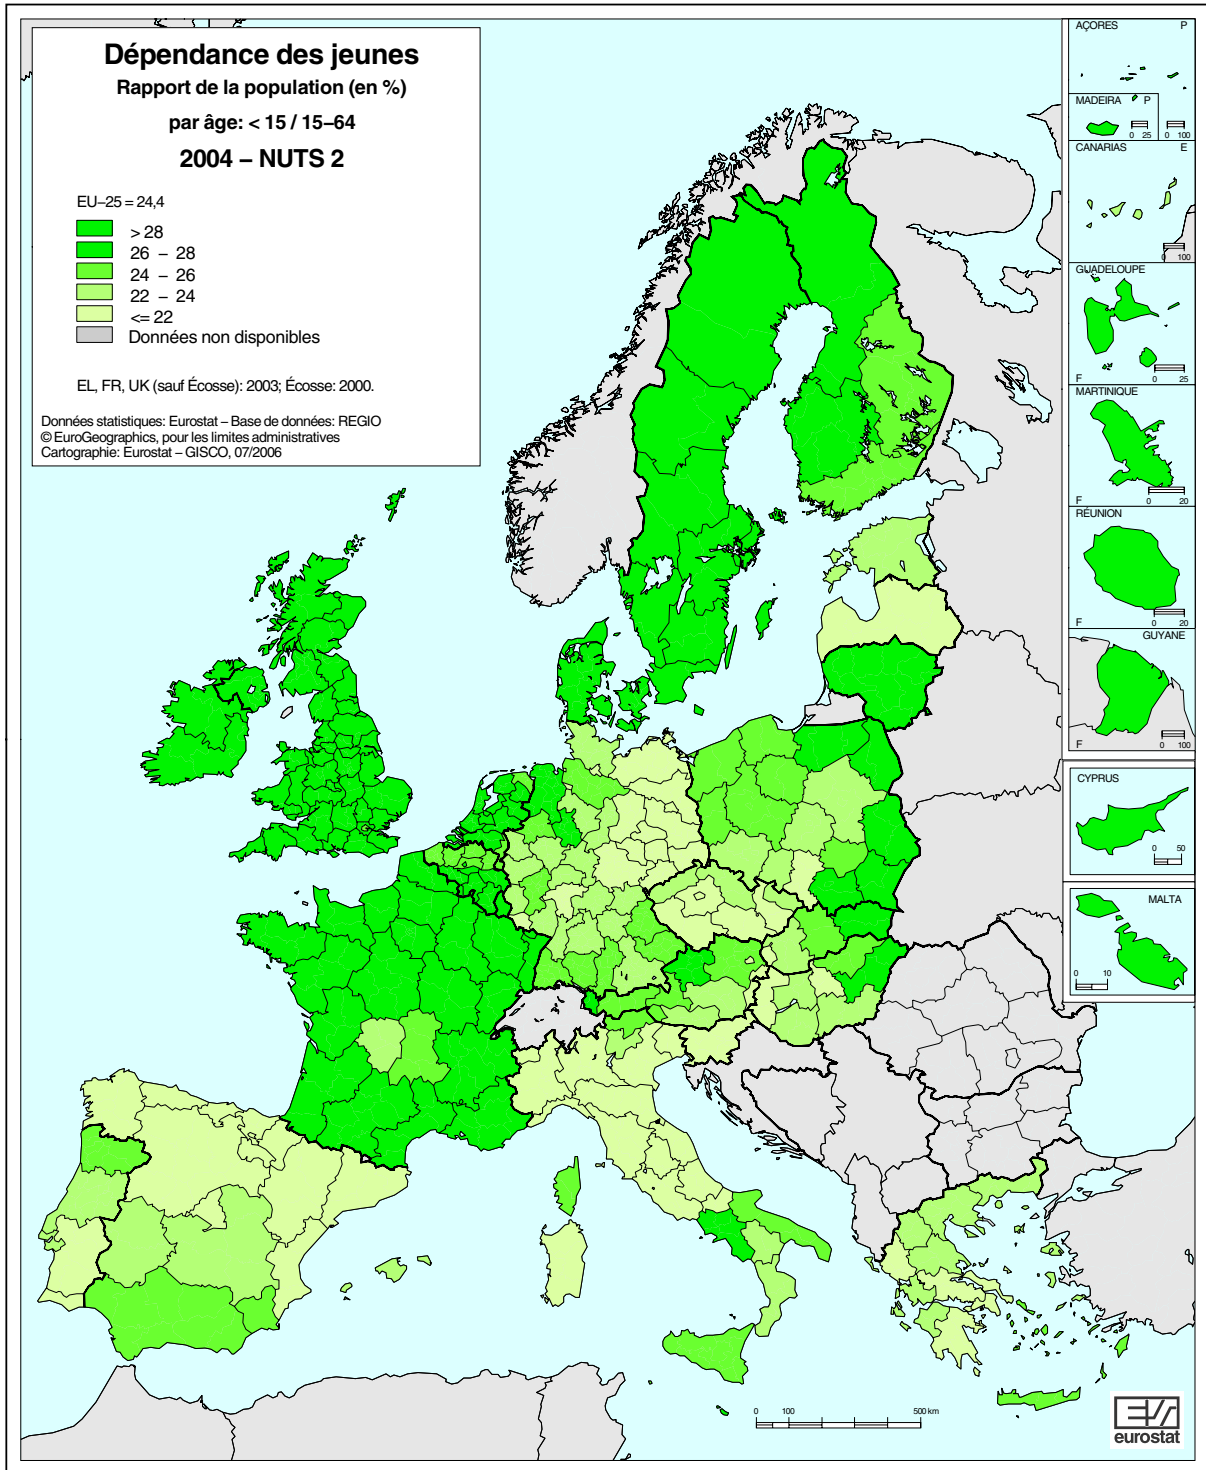 Dépendance des jeunes
Rapport de la population (en %)
par âge: < 15 / 15–64
2004 – NUTS 2
EU–25 = 24,4
> 28
26 – 28
24 – 26
22 – 24
<= 22
Données non disponibles
EL, FR, UK (sauf Écosse): 2003; Écosse: 2000.
Données statistiques: Eurostat – Base de données: REGIO
© EuroGeographics, pour les limites administratives
Cartographie: Eurostat – GISCO, 07/2006
AÇORES P
MADEIRA P
0 25 0 100
CANARIAS E
0 100
GUADELOUPE
F 0 25
MARTINIQUE
F 0 20
RÉUNION
F 0 20
GUYANE
F 0 100
CYPRUS
0 50
MALTA
0 10
0 100 500 km
eurostat